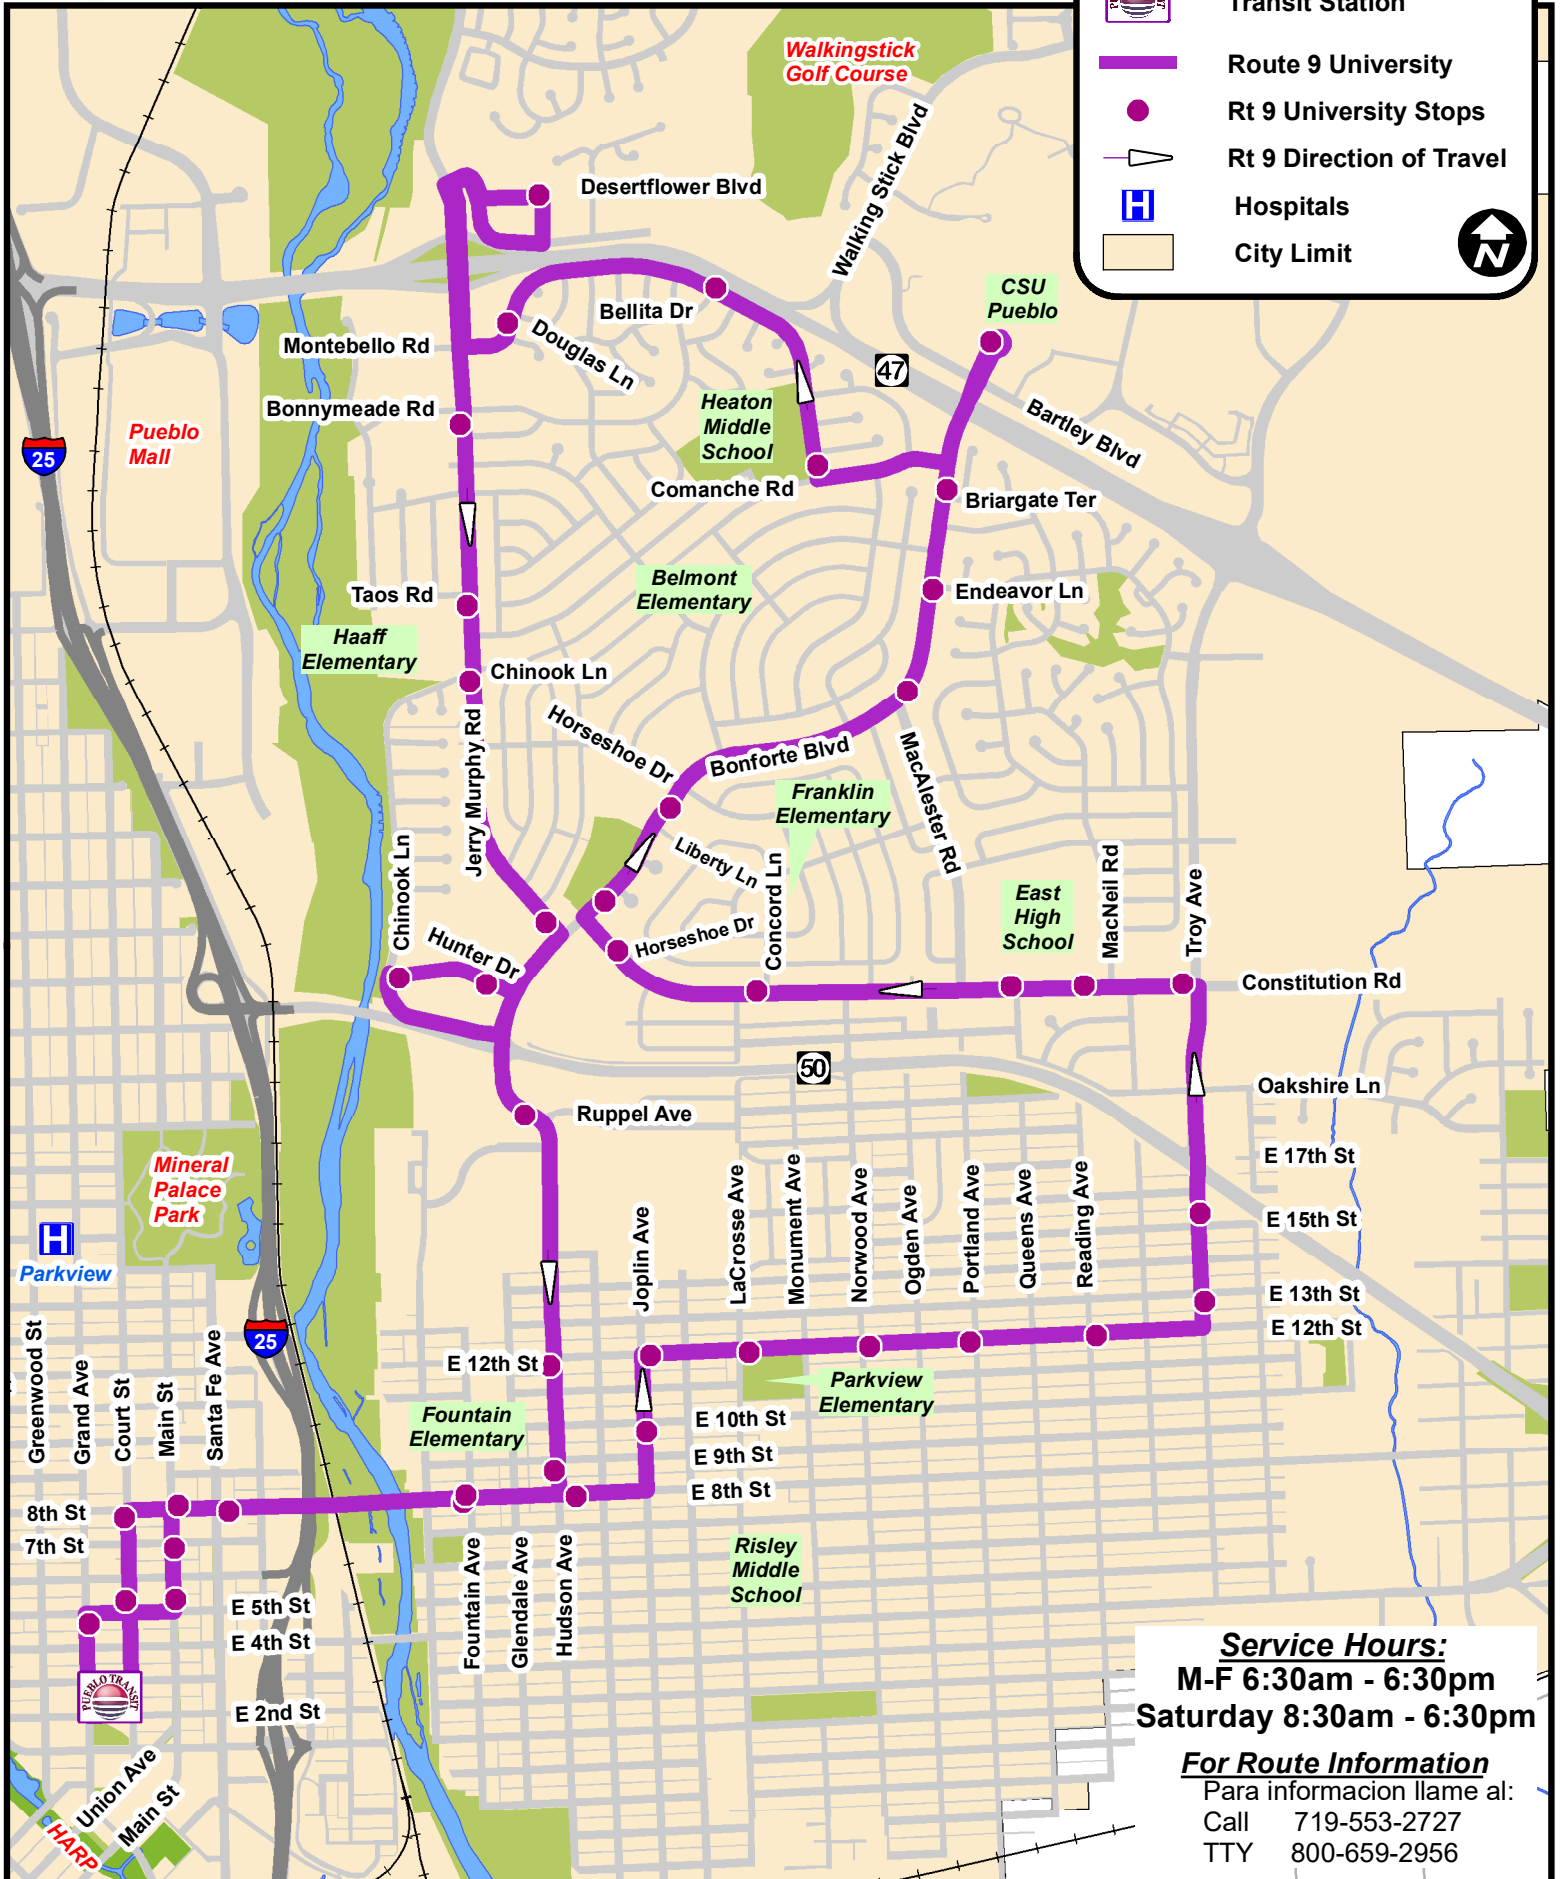 Transit Station
Route 9 University
Rt 9 University Stops
Rt 9 Direction of Travel
H
Hospitals
City Limit
N
Walkingstick
Golf Course
Walking Stick Blvd
Desertflower Blvd
CSU
Pueblo
Bellita Dr
Douglas Ln
Montebello Rd
47
Bonnymeade Rd
Heaton
Middle
School
Bartley Blvd
Pueblo
Mall
25
Comanche Rd
Briargate Ter
Belmont
Elementary
Endeavor Ln
Taos Rd
Haaff
Elementary
Chinook Ln
Horseshoe Dr
Jerry Murphy Rd
Bonforte Blvd
MacAlester Rd
Franklin
Elementary
Liberty Ln
Concord Ln
Chinook Ln
Hunter Dr
Horseshoe Dr
East
High
School
MacNeil Rd
Troy Ave
Constitution Rd
50
Oakshire Ln
Ruppel Ave
E 17th St
Mineral
Palace
Park
E 15th St
H
Parkview
Joplin Ave
LaCrosse Ave
Monument Ave
Norwood Ave
Ogden Ave
Portland Ave
Queens Ave
Reading Ave
E 13th St
E 12th St
25
Greenwood St
Grand Ave
Court St
Main St
Santa Fe Ave
E 12th St
Parkview
Elementary
Fountain
Elementary
E 10th St
E 9th St
E 8th St
8th St
7th St
Risley
Middle
School
Fountain Ave
Glendale Ave
Hudson Ave
E 5th St
E 4th St
PUEBLO TRANSIT
E 2nd St
Union Ave
Main St
HARP
Service Hours:
M-F 6:30am - 6:30pm
Saturday 8:30am - 6:30pm
For Route Information
Para informacion llame al:
Call 719-553-2727
TTY 800-659-2956